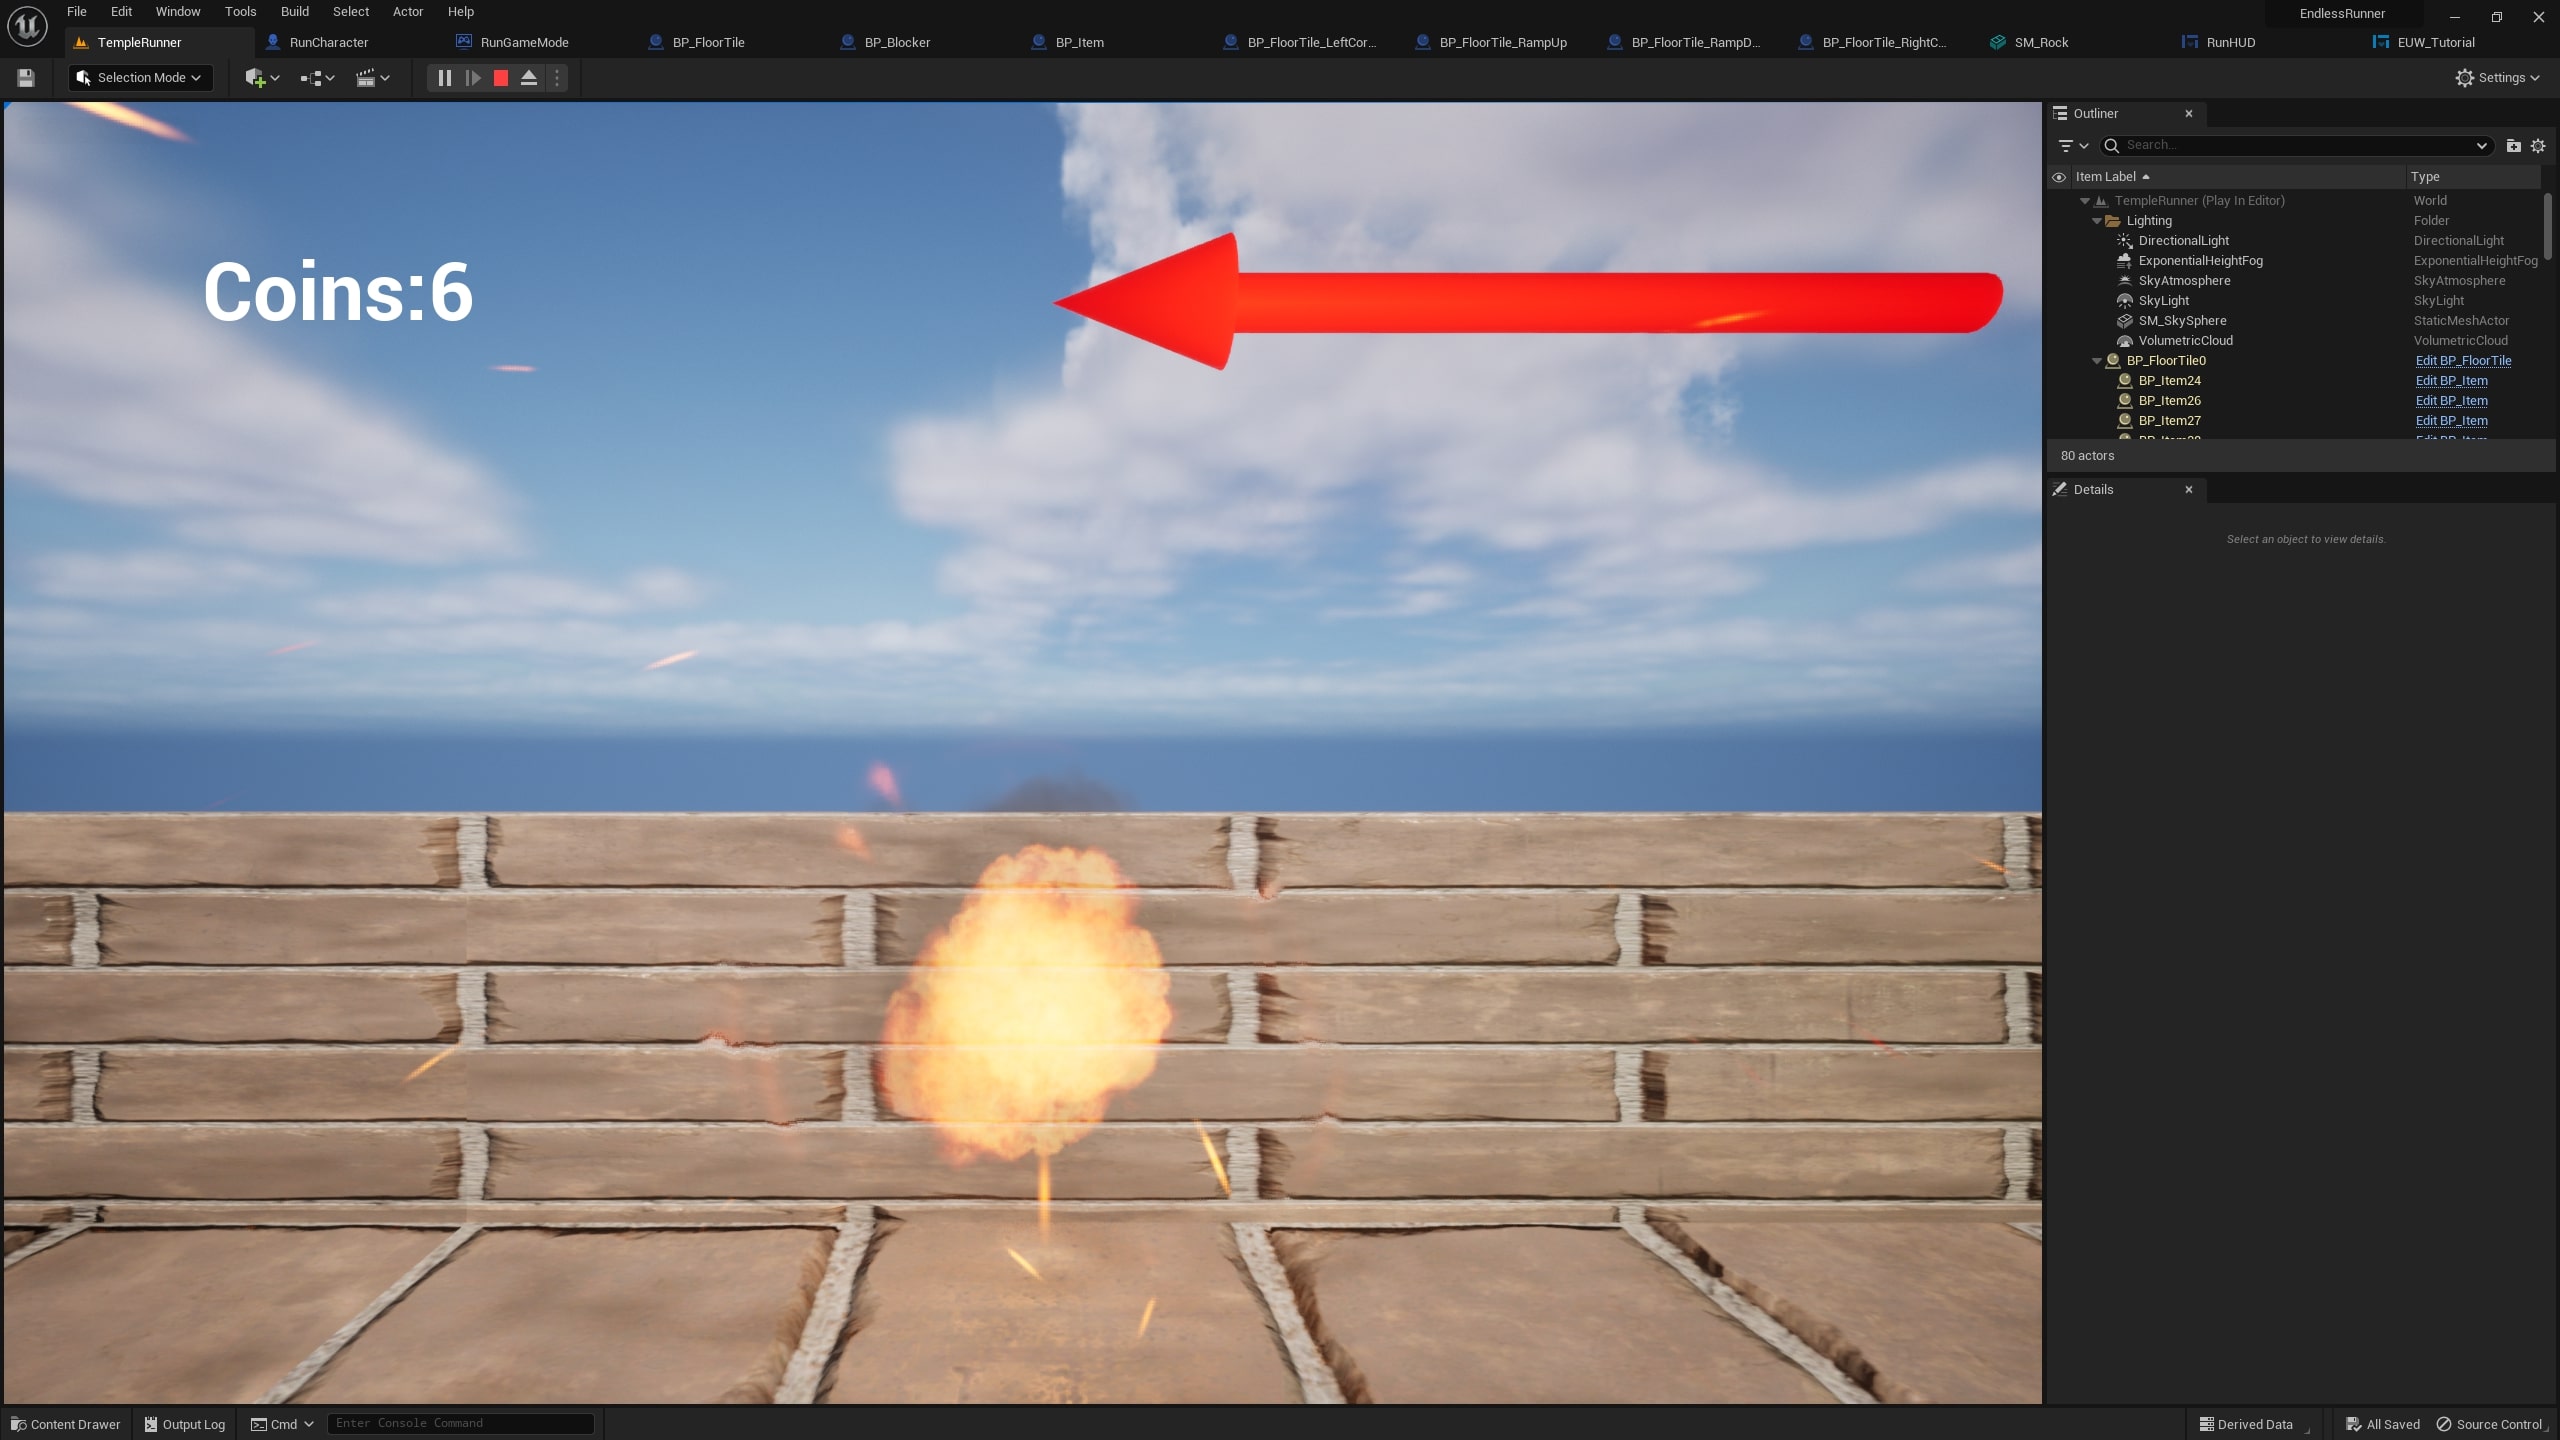 File Edit Window Tools Build Select Actor Help
EndlessRunner
TempleRunner RunCharacter RunGameMode BP_FloorTile BP_Blocker BP_Item BP_FloorTile_LeftCor... BP_FloorTile_RampUp BP_FloorTile_RampD... BP_FloorTile_RightC... SM_Rock RunHUD EUW_Tutorial
Selection Mode
Settings
Coins:6
Outliner
Search...
Item Label Type
TempleRunner (Play In Editor) World
Lighting Folder
DirectionalLight DirectionalLight
ExponentialHeightFog ExponentialHeightFog
SkyAtmosphere SkyAtmosphere
SkyLight SkyLight
SM_SkySphere StaticMeshActor
VolumetricCloud VolumetricCloud
BP_FloorTile0 Edit BP_FloorTile
BP_Item24 Edit BP_Item
BP_Item26 Edit BP_Item
BP_Item27 Edit BP_Item
80 actors
Details
Select an object to view details.
Content Drawer Output Log Cmd Enter Console Command
Derived Data All Saved Source Control